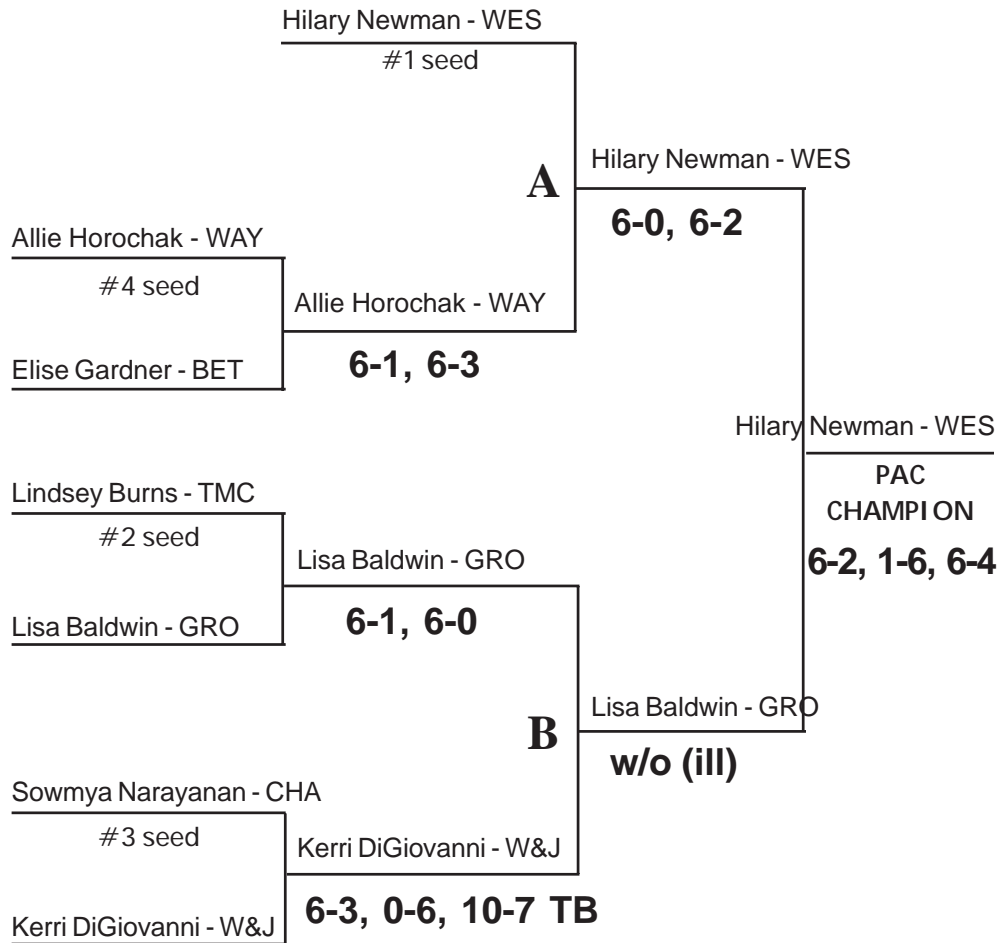 Hilary Newman - WES
#1 seed
Hilary Newman - WES
A
6-0, 6-2
Allie Horochak - WAY
#4 seed
Allie Horochak - WAY
6-1, 6-3
Elise Gardner - BET
Hilary Newman - WES
PAC
CHAMPION
6-2, 1-6, 6-4
Lindsey Burns - TMC
#2 seed
Lisa Baldwin - GRO
6-1, 6-0
Lisa Baldwin - GRO
Lisa Baldwin - GRO
B
w/o (ill)
Sowmya Narayanan - CHA
#3 seed
Kerri DiGiovanni - W&J
6-3, 0-6, 10-7 TB
Kerri DiGiovanni - W&J